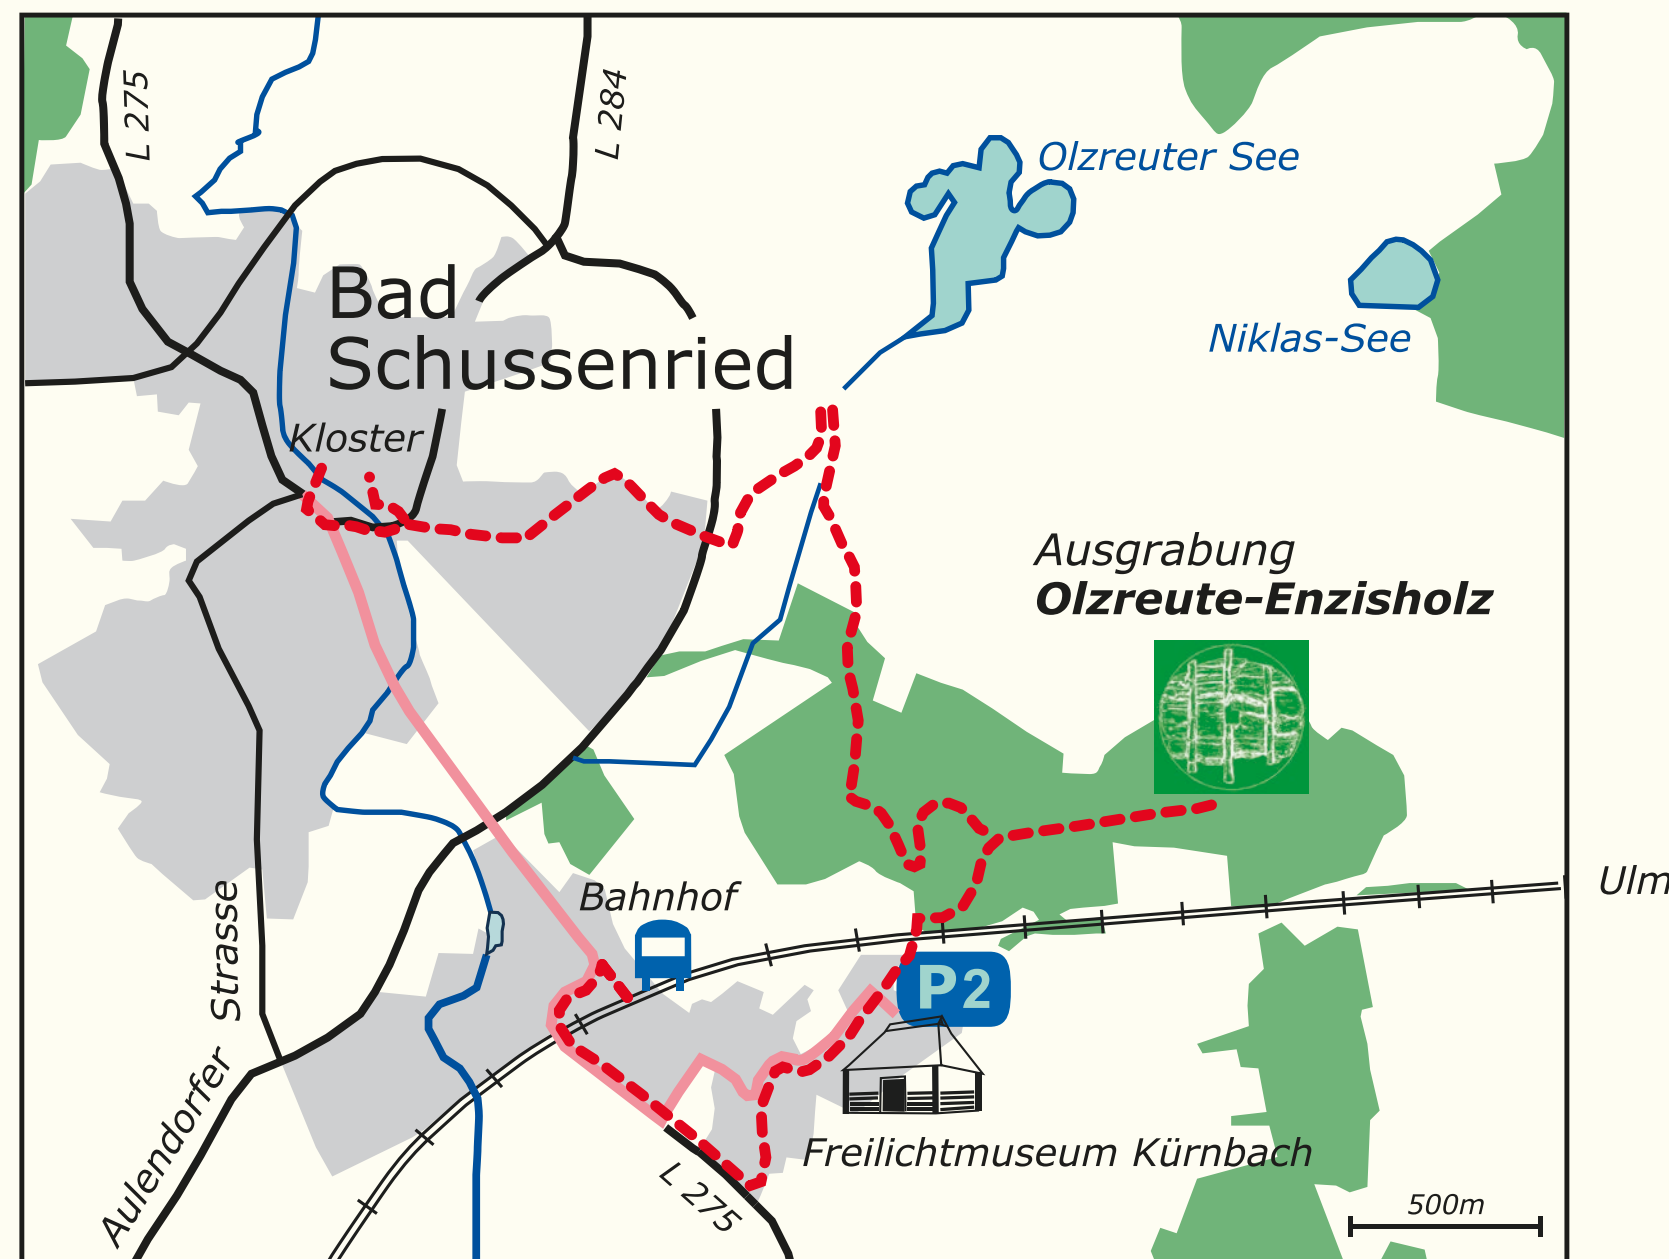 L 275
L 284
Olzreuter See
Niklas-See
Bad
Schussenried
Kloster
Ausgrabung
Olzreute-Enzisholz
Bahnhof
Ulm
P2
Aulendorfer Strasse
Freilichtmuseum Kürnbach
L 275
500m